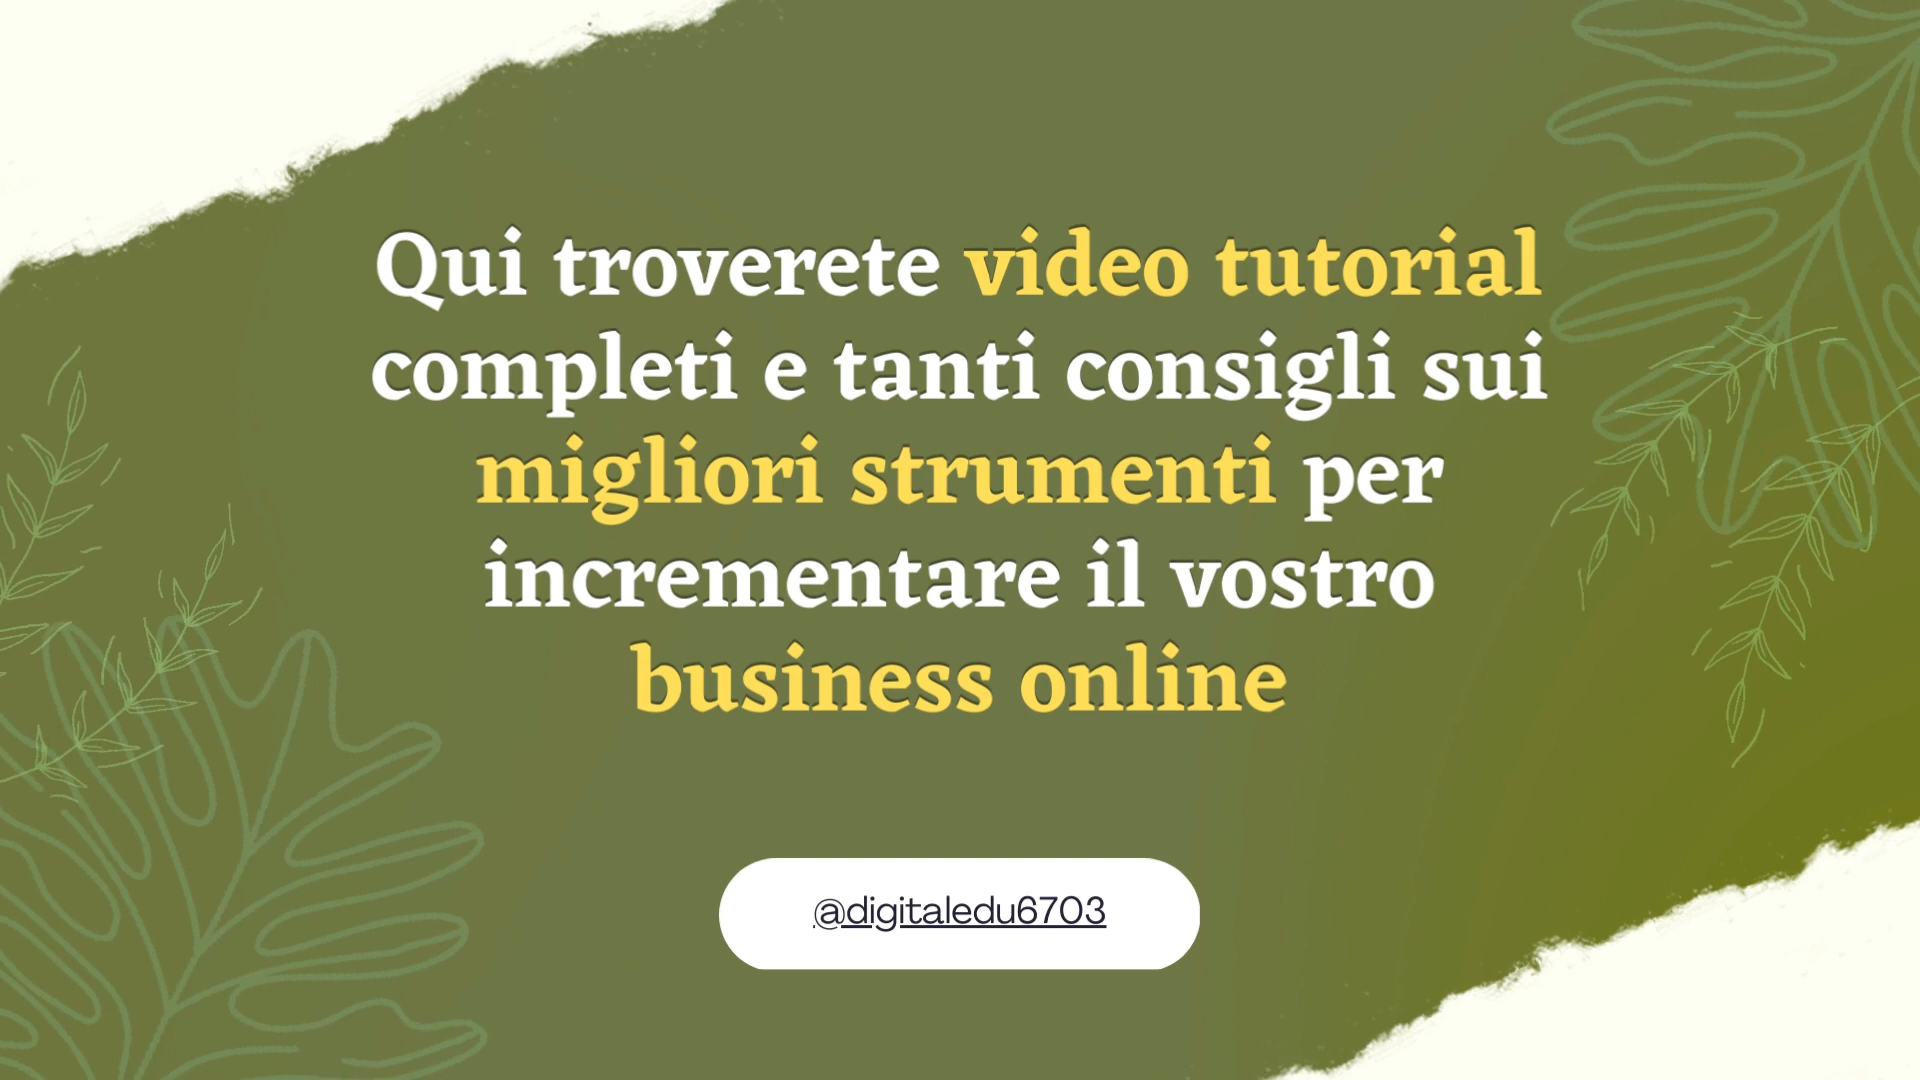 Qui troverete video tutorial
completi e tanti consigli sui
migliori strumenti per
incrementare il vostro
business online
@digitaledu6703